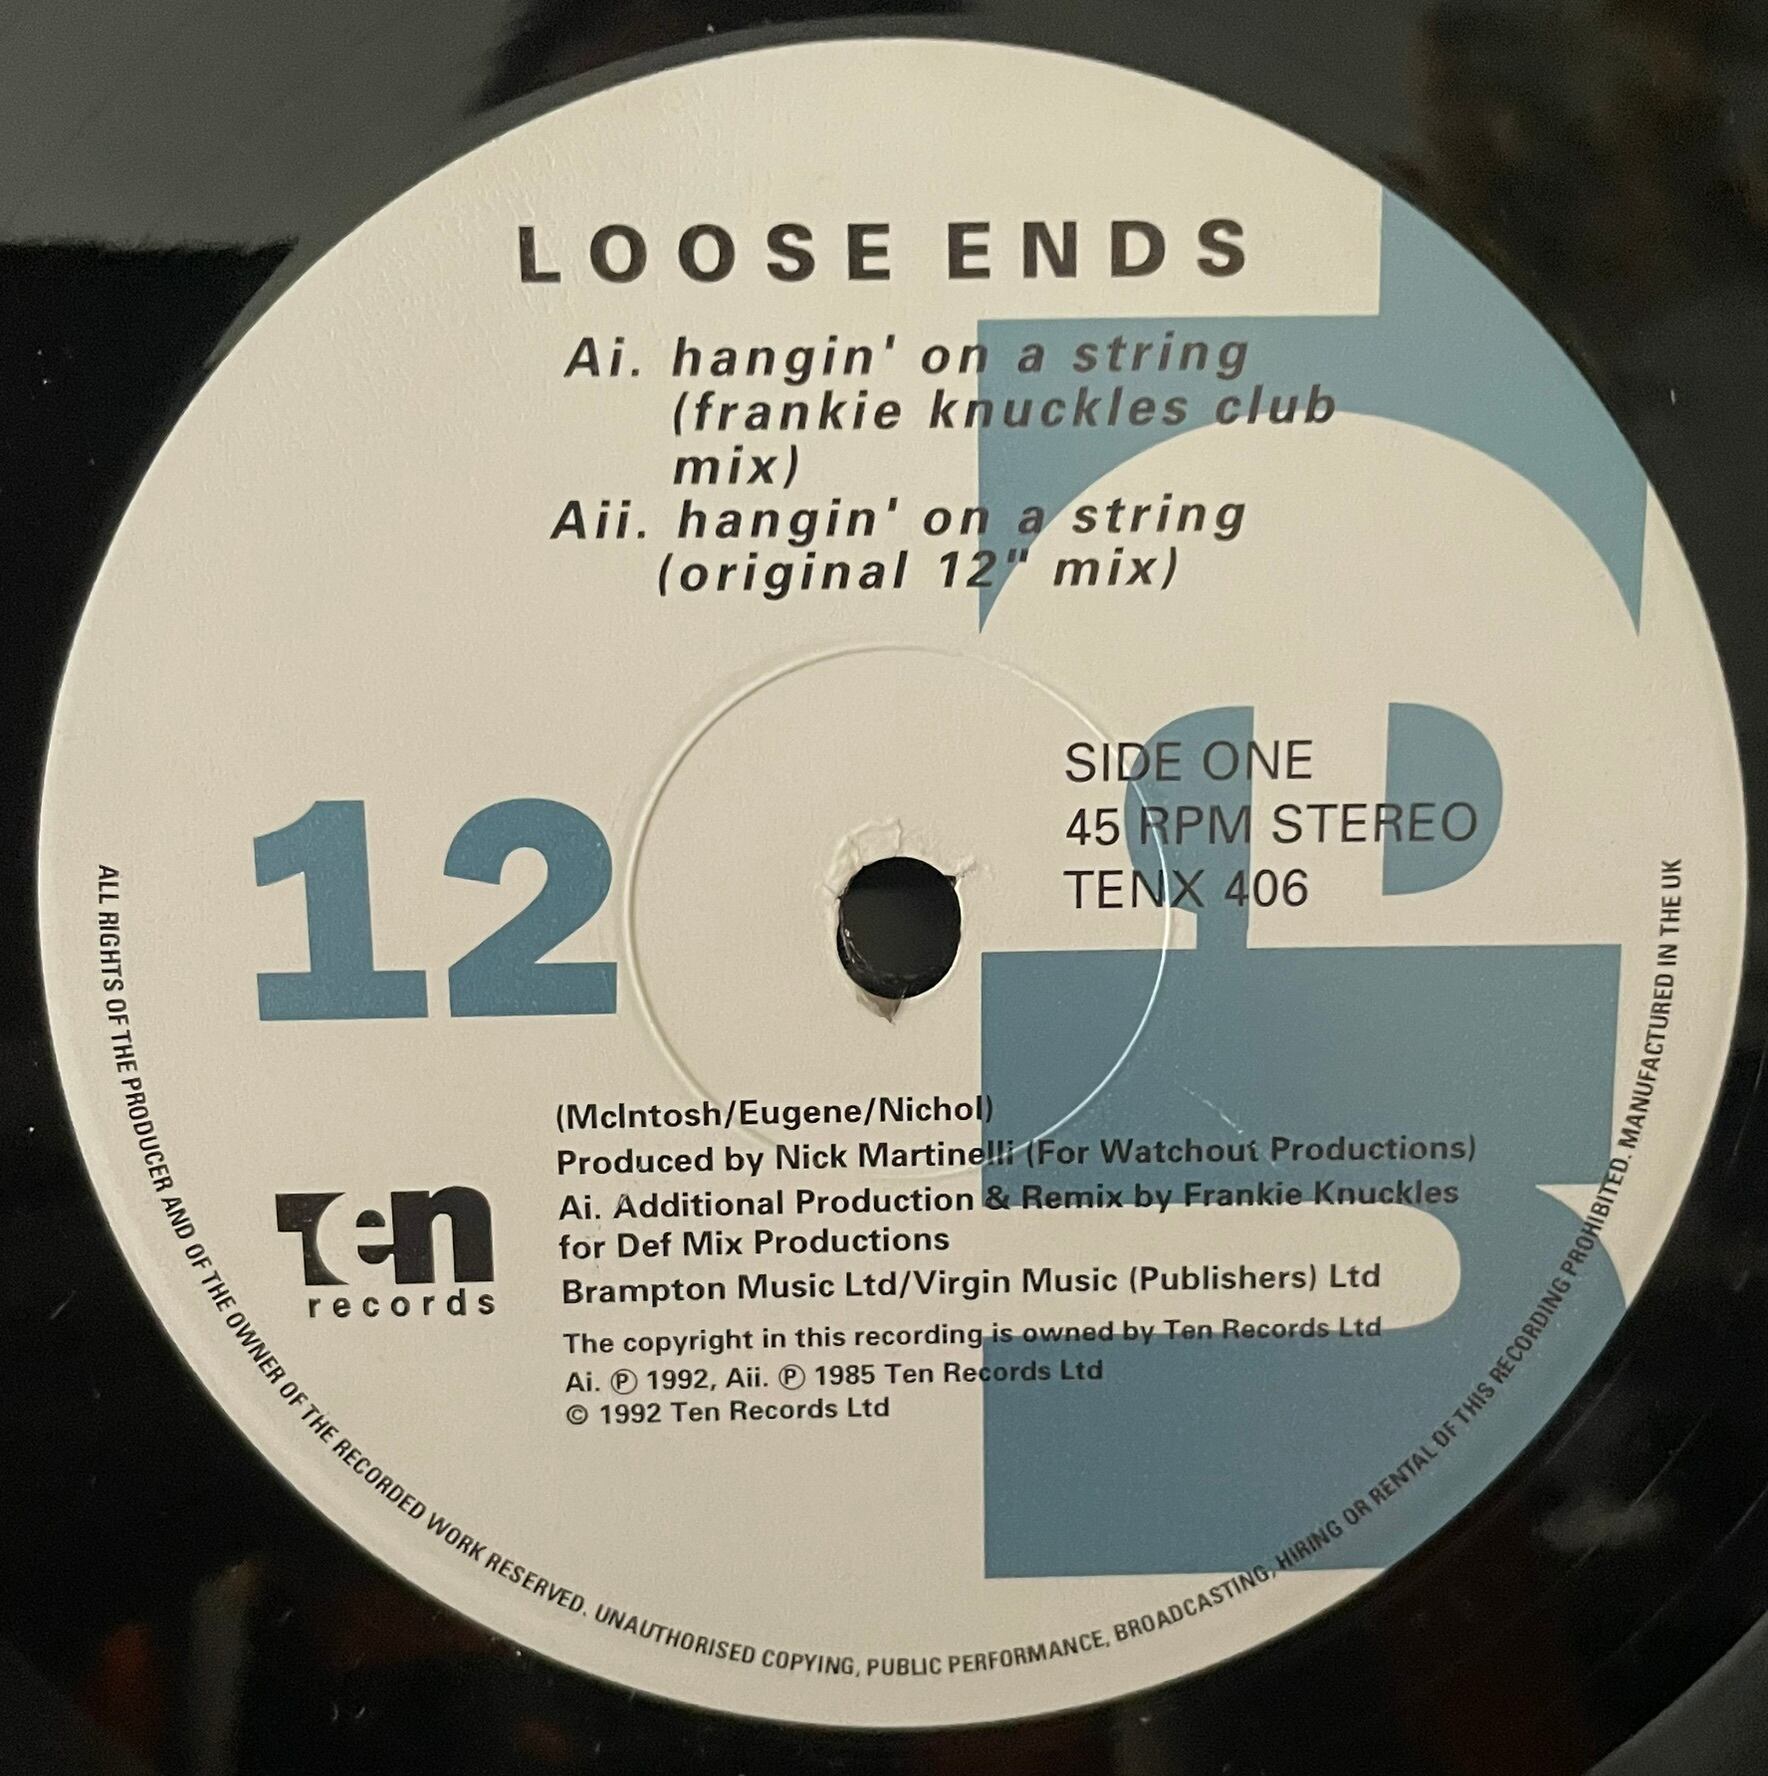 LOOSE ENDS
Ai. hangin' on a string
(frankie knuckles club
mix)
Aii. hangin' on a string
(original 12" mix)
SIDE ONE
45 RPM STEREO
TENX 406
12
(McIntosh/Eugene/Nichol)
Produced by Nick Martinelli (For Watchout Productions)
Ai. Additional Production & Remix by Frankie Knuckles
for Def Mix Productions
Brampton Music Ltd/Virgin Music (Publishers) Ltd
The copyright in this recording is owned by Ten Records Ltd
Ai. Ⓟ 1992, Aii. Ⓟ 1985 Ten Records Ltd
© 1992 Ten Records Ltd
Ten
records
ALL RIGHTS OF THE PRODUCER AND OF THE OWNER OF THE RECORDED WORK RESERVED. UNAUTHORISED COPYING, PUBLIC PERFORMANCE, BROADCASTING, HIRING OR RENTAL OF THIS RECORDING PROHIBITED. MANUFACTURED IN THE UK